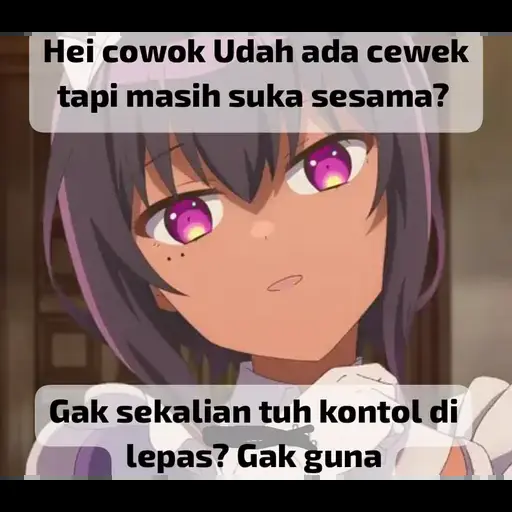 Hei cowok Udah ada cewek
tapi masih suka sesama?
Gak sekalian tuh kontol di
lepas? Gak guna